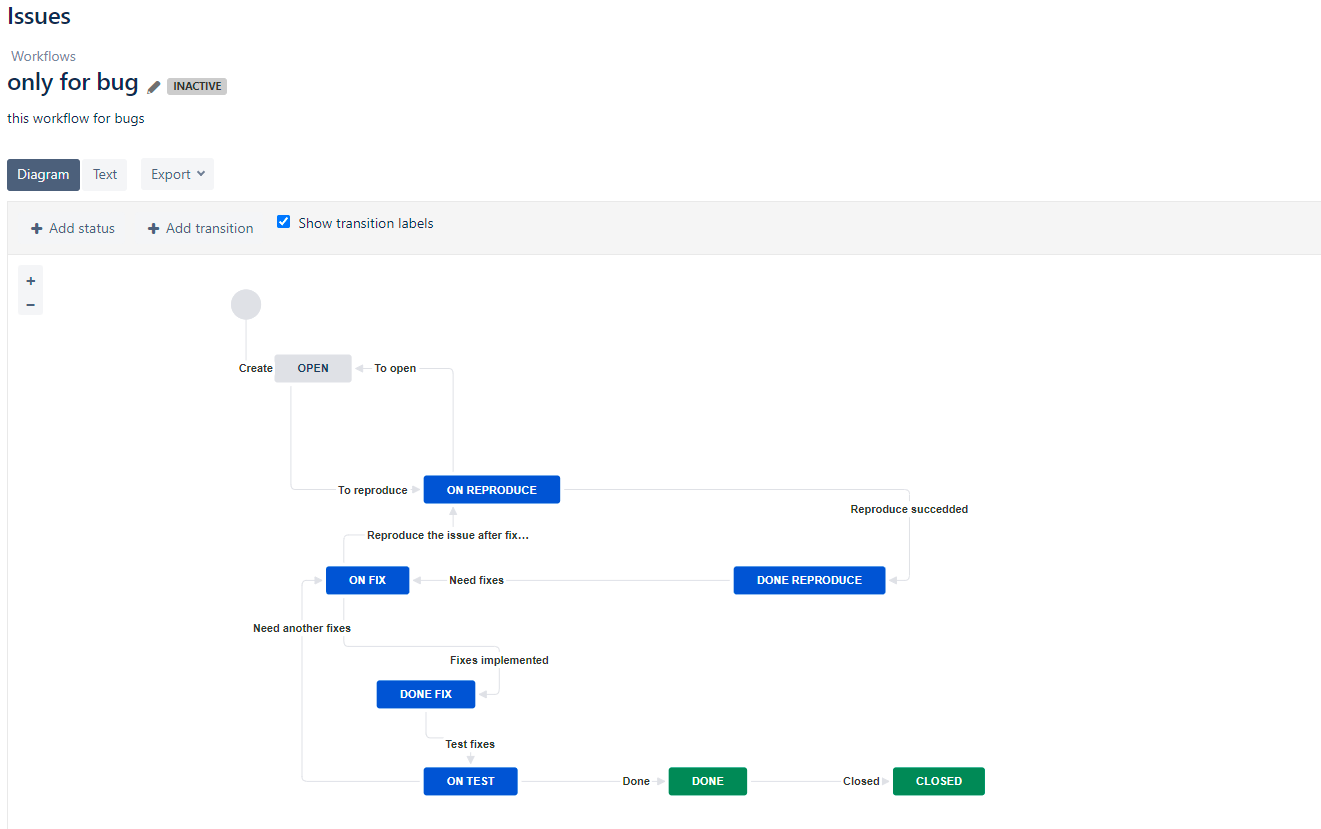 Issues
Workflows
only for bug INACTIVE
this workflow for bugs
Diagram Text Export
+ Add status + Add transition Show transition labels
+
−
Create OPEN To open
To reproduce ON REPRODUCE
Reproduce succedded
Reproduce the issue after fix...
ON FIX Need fixes DONE REPRODUCE
Need another fixes
Fixes implemented
DONE FIX
Test fixes
ON TEST Done DONE Closed CLOSED